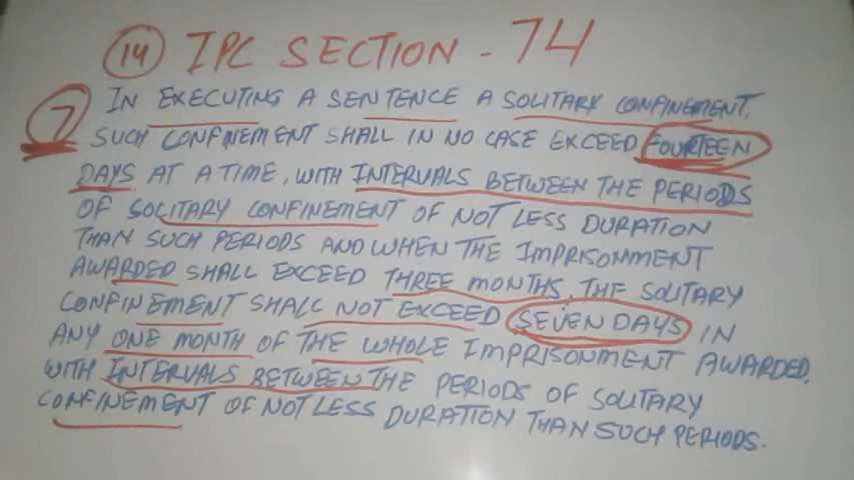 14 IPC SECTION - 74
7 IN EXECUTING A SENTENCE A SOLITARY CONFINEMENT,
SUCH CONFINEMENT SHALL IN NO CASE EXCEED FOURTEEN
DAYS AT A TIME, WITH INTERVALS BETWEEN THE PERIODS
OF SOLITARY CONFINEMENT OF NOT LESS DURATION
THAN SUCH PERIODS AND WHEN THE IMPRISONMENT
AWARDED SHALL EXCEED THREE MONTHS, THE SOLITARY
CONFINEMENT SHALL NOT EXCEED SEVEN DAYS IN
ANY ONE MONTH OF THE WHOLE IMPRISONMENT AWARDED,
WITH INTERVALS BETWEEN THE PERIODS OF SOLITARY
CONFINEMENT OF NOT LESS DURATION THAN SUCH PERIODS.